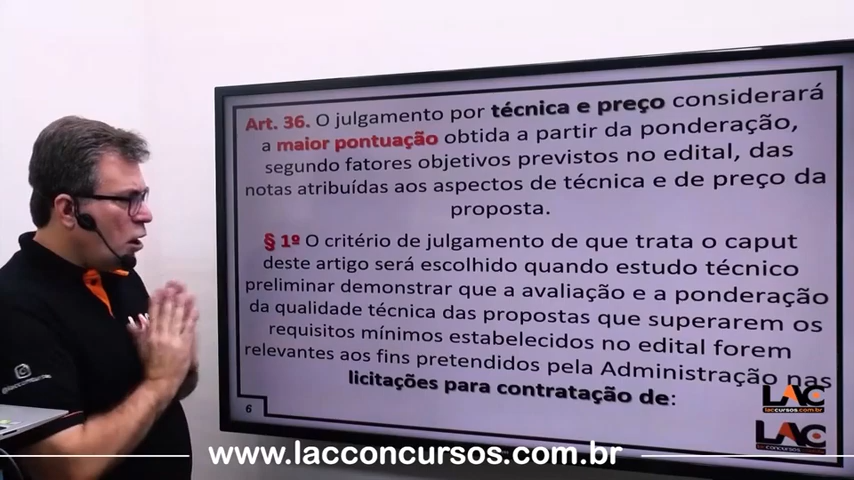 Art. 36. O julgamento por técnica e preço considerará
a maior pontuação obtida a partir da ponderação,
segundo fatores objetivos previstos no edital, das
notas atribuídas aos aspectos de técnica e de preço da
proposta.
§ 1º O critério de julgamento de que trata o caput
deste artigo será escolhido quando estudo técnico
preliminar demonstrar que a avaliação e a ponderação
da qualidade técnica das propostas que superarem os
requisitos mínimos estabelecidos no edital forem
relevantes aos fins pretendidos pela Administração nas
licitações para contratação de:
6
LAC
laccursos.com.br
LAC
www.lacconcursos.com.br